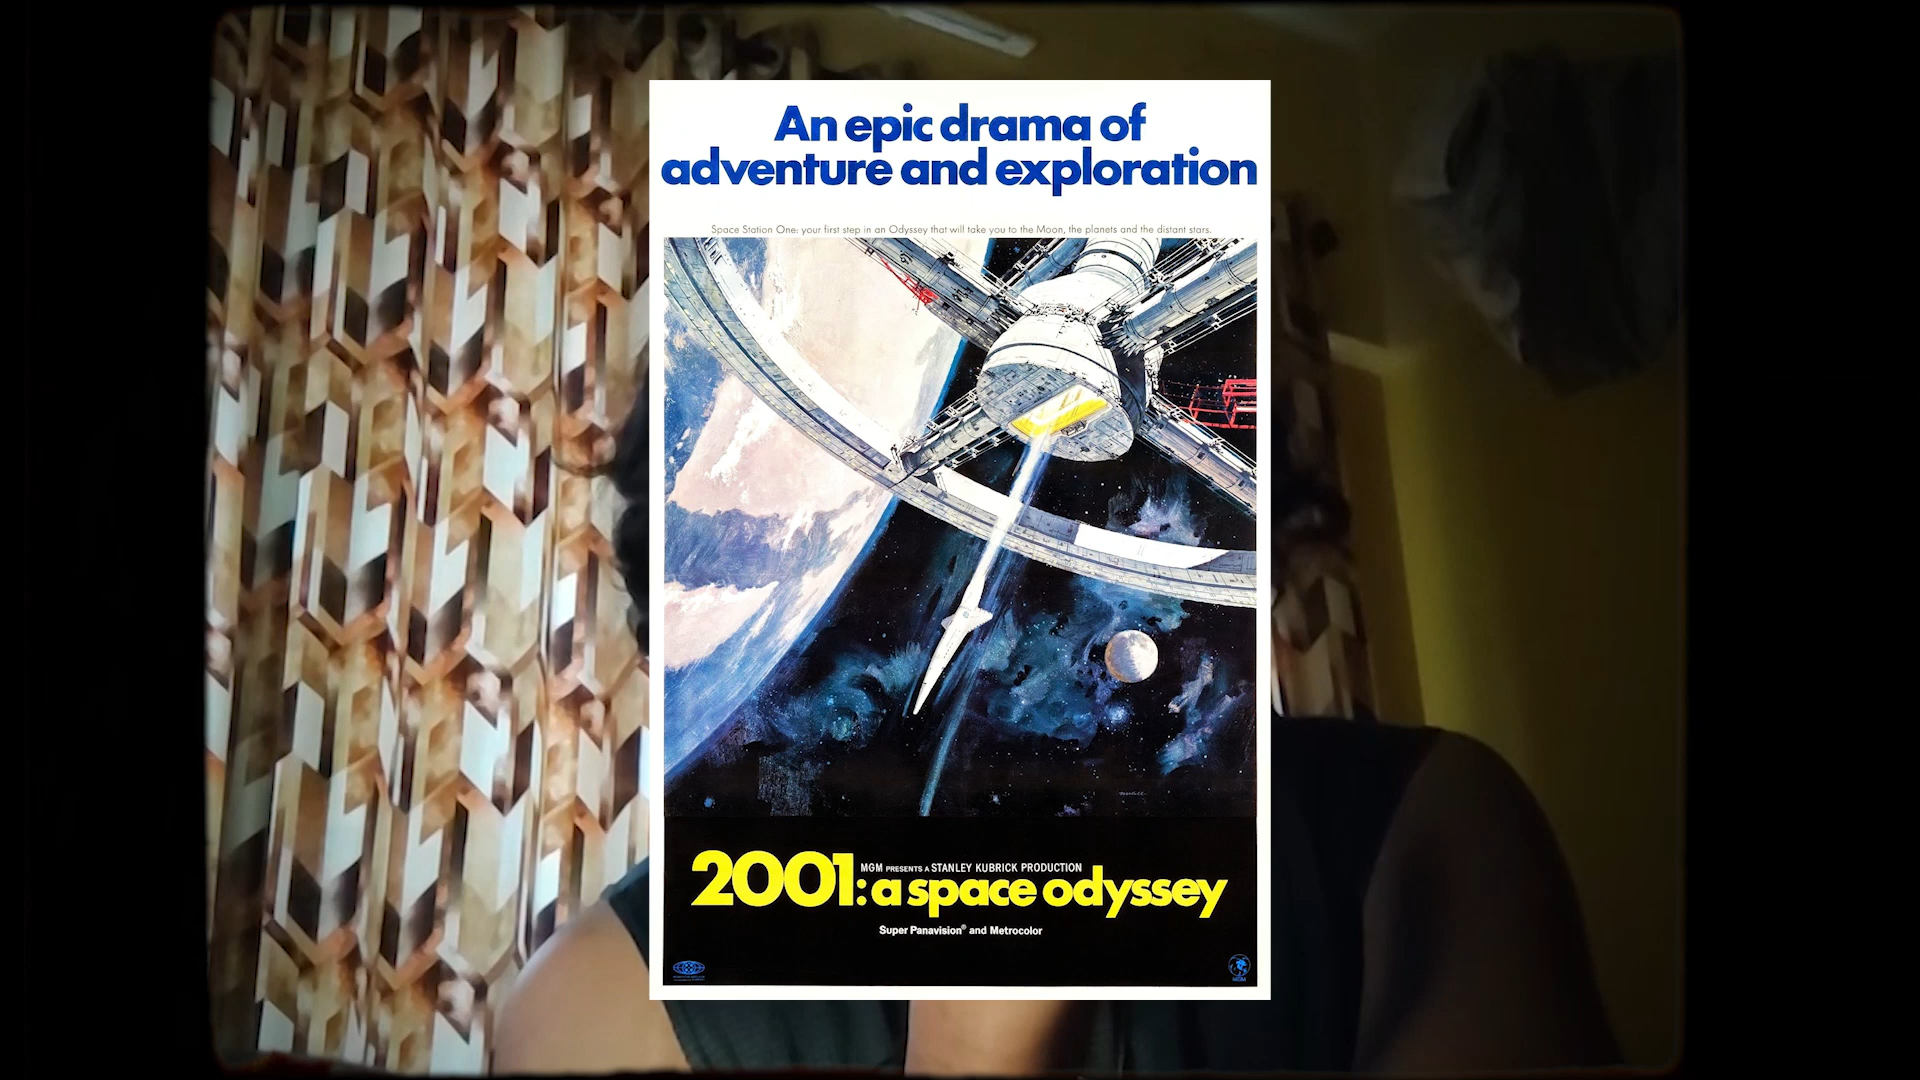 An epic drama of
adventure and exploration
Space Station One: your first step in an Odyssey that will take you to the Moon, the planets and the distant stars.
MGM PRESENTS A STANLEY KUBRICK PRODUCTION
2001: a space odyssey
Super Panavision® and Metrocolor
MGM